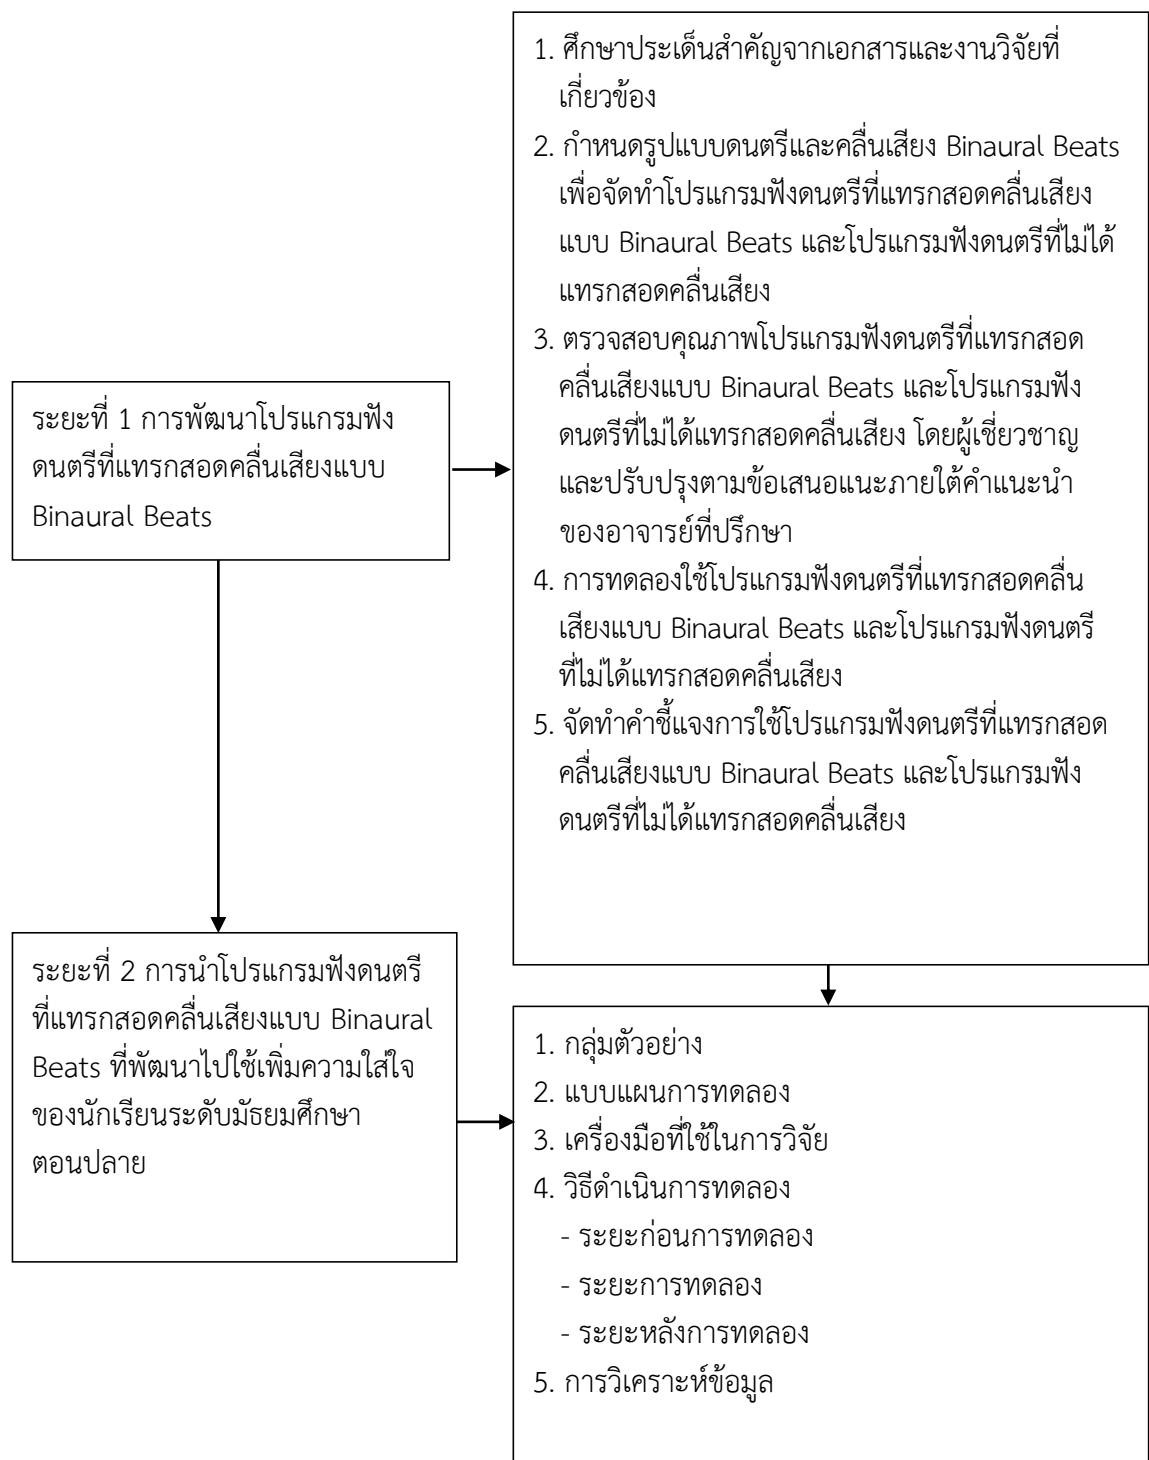 ระยะที่ 1 การพัฒนาโปรแกรมฟัง
ดนตรีที่แทรกสอดคลื่นเสียงแบบ
Binaural Beats
1. ศึกษาประเด็นสำคัญจากเอกสารและงานวิจัยที่
เกี่ยวข้อง
2. กำหนดรูปแบบดนตรีและคลื่นเสียง Binaural Beats
เพื่อจัดทำโปรแกรมฟังดนตรีที่แทรกสอดคลื่นเสียง
แบบ Binaural Beats และโปรแกรมฟังดนตรีที่ไม่ได้
แทรกสอดคลื่นเสียง
3. ตรวจสอบคุณภาพโปรแกรมฟังดนตรีที่แทรกสอด
คลื่นเสียงแบบ Binaural Beats และโปรแกรมฟัง
ดนตรีที่ไม่ได้แทรกสอดคลื่นเสียง โดยผู้เชี่ยวชาญ
และปรับปรุงตามข้อเสนอแนะภายใต้คำแนะนำ
ของอาจารย์ที่ปรึกษา
4. การทดลองใช้โปรแกรมฟังดนตรีที่แทรกสอดคลื่น
เสียงแบบ Binaural Beats และโปรแกรมฟังดนตรี
ที่ไม่ได้แทรกสอดคลื่นเสียง
5. จัดทำคำชี้แจงการใช้โปรแกรมฟังดนตรีที่แทรกสอด
คลื่นเสียงแบบ Binaural Beats และโปรแกรมฟัง
ดนตรีที่ไม่ได้แทรกสอดคลื่นเสียง
ระยะที่ 2 การนำโปรแกรมฟังดนตรี
ที่แทรกสอดคลื่นเสียงแบบ Binaural
Beats ที่พัฒนาไปใช้เพิ่มความใส่ใจ
ของนักเรียนระดับมัธยมศึกษา
ตอนปลาย
1. กลุ่มตัวอย่าง
2. แบบแผนการทดลอง
3. เครื่องมือที่ใช้ในการวิจัย
4. วิธีดำเนินการทดลอง
- ระยะก่อนการทดลอง
- ระยะการทดลอง
- ระยะหลังการทดลอง
5. การวิเคราะห์ข้อมูล